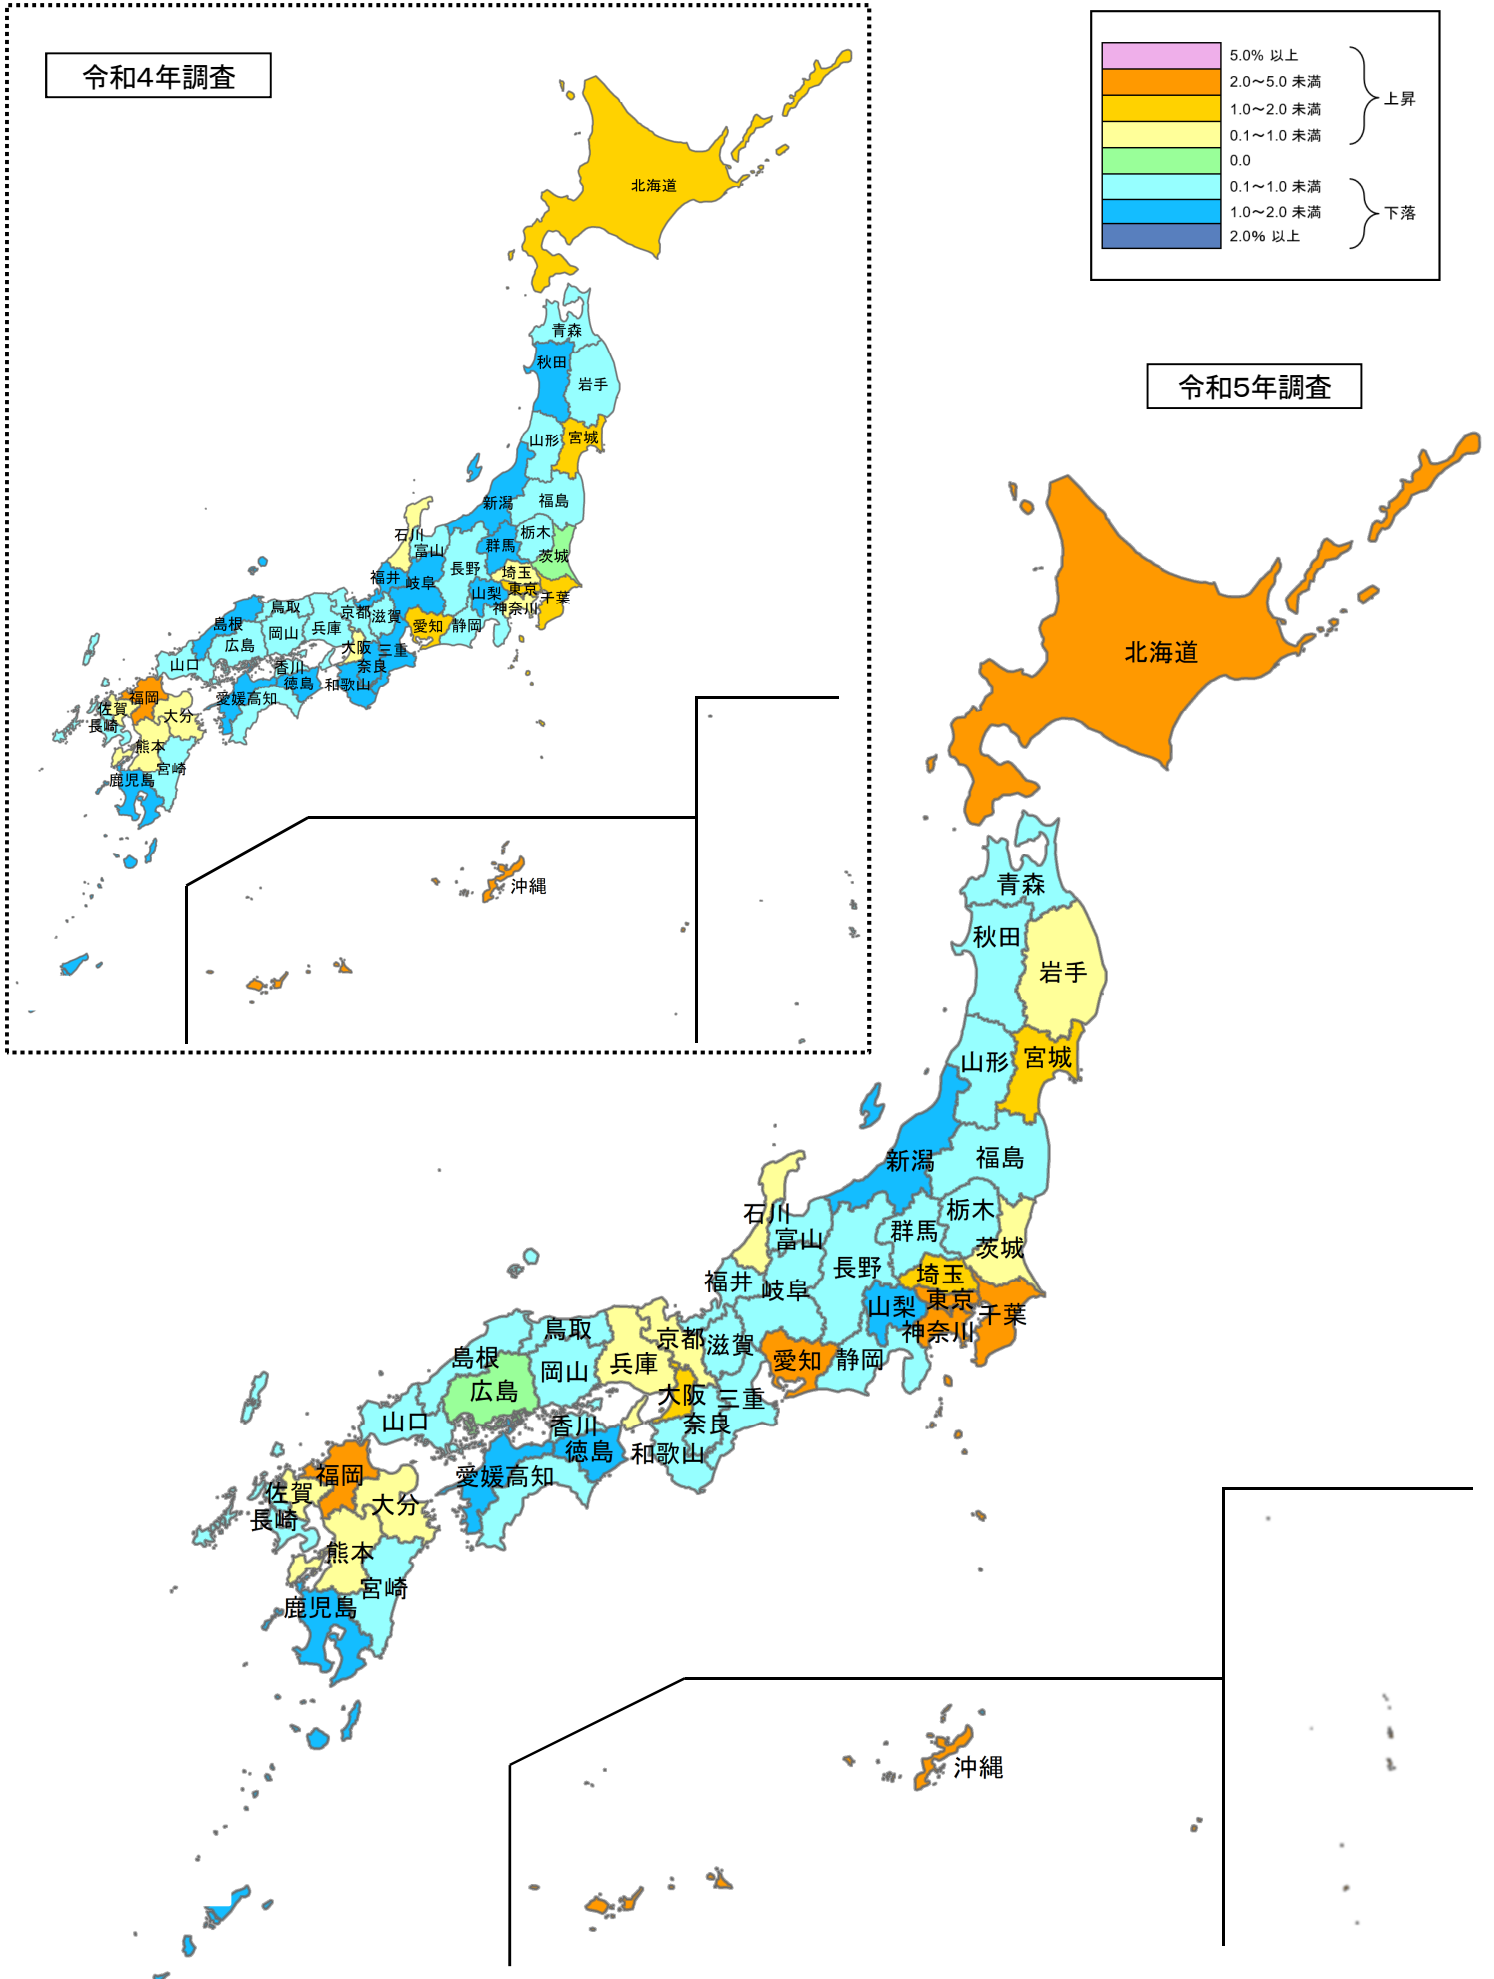 令和4年調査
5.0% 以上
2.0～5.0 未満
1.0～2.0 未満
0.1～1.0 未満
上昇
0.0
0.1～1.0 未満
1.0～2.0 未満
2.0% 以上
下落
北海道
青森
秋田
岩手
山形
宮城
新潟
福島
石川
富山
栃木
群馬
茨城
長野
埼玉
福井
岐阜
山梨
東京
千葉
神奈川
鳥取
京都
滋賀
愛知
静岡
島根
岡山
兵庫
広島
大阪
三重
奈良
山口
香川
徳島
和歌山
愛媛
高知
福岡
佐賀
大分
長崎
熊本
宮崎
鹿児島
沖縄
令和5年調査
北海道
青森
秋田
岩手
山形
宮城
新潟
福島
石川
富山
栃木
群馬
茨城
長野
埼玉
福井
岐阜
山梨
東京
千葉
神奈川
鳥取
京都
滋賀
愛知
静岡
島根
岡山
兵庫
広島
大阪
三重
奈良
山口
香川
徳島
和歌山
愛媛
高知
福岡
佐賀
大分
長崎
熊本
宮崎
鹿児島
沖縄